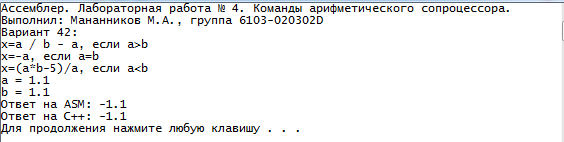 Ассемблер. Лабораторная работа № 4. Команды арифметического сопроцессора.
Выполнил: Мананников М.А., группа 6103-020302D
Вариант 42:
x=a / b - a, если a>b
x=-a, если a=b
x=(a*b-5)/a, если a<b
a = 1.1
b = 1.1
Ответ на ASM: -1.1
Ответ на C++: -1.1
Для продолжения нажмите любую клавишу . . .